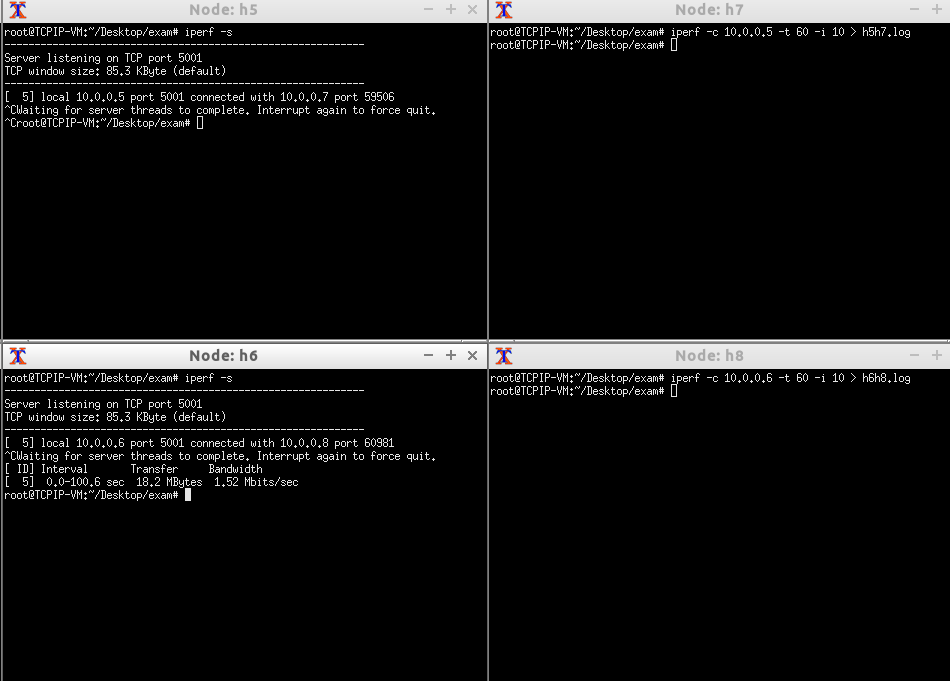 Node: h5
root@TCPIP-VM:~/Desktop/exam# iperf -s
------------------------------------------------------------
Server listening on TCP port 5001
TCP window size: 85.3 KByte (default)
------------------------------------------------------------
[  5] local 10.0.0.5 port 5001 connected with 10.0.0.7 port 59506
^CWaiting for server threads to complete. Interrupt again to force quit.
^Croot@TCPIP-VM:~/Desktop/exam#
Node: h7
root@TCPIP-VM:~/Desktop/exam# iperf -c 10.0.0.5 -t 60 -i 10 > h5h7.log
root@TCPIP-VM:~/Desktop/exam#
Node: h6
root@TCPIP-VM:~/Desktop/exam# iperf -s
------------------------------------------------------------
Server listening on TCP port 5001
TCP window size: 85.3 KByte (default)
------------------------------------------------------------
[  5] local 10.0.0.6 port 5001 connected with 10.0.0.8 port 60981
^CWaiting for server threads to complete. Interrupt again to force quit.
[ ID] Interval       Transfer     Bandwidth
[  5]  0.0-100.6 sec  18.2 MBytes  1.52 Mbits/sec
root@TCPIP-VM:~/Desktop/exam#
Node: h8
root@TCPIP-VM:~/Desktop/exam# iperf -c 10.0.0.6 -t 60 -i 10 > h6h8.log
root@TCPIP-VM:~/Desktop/exam#